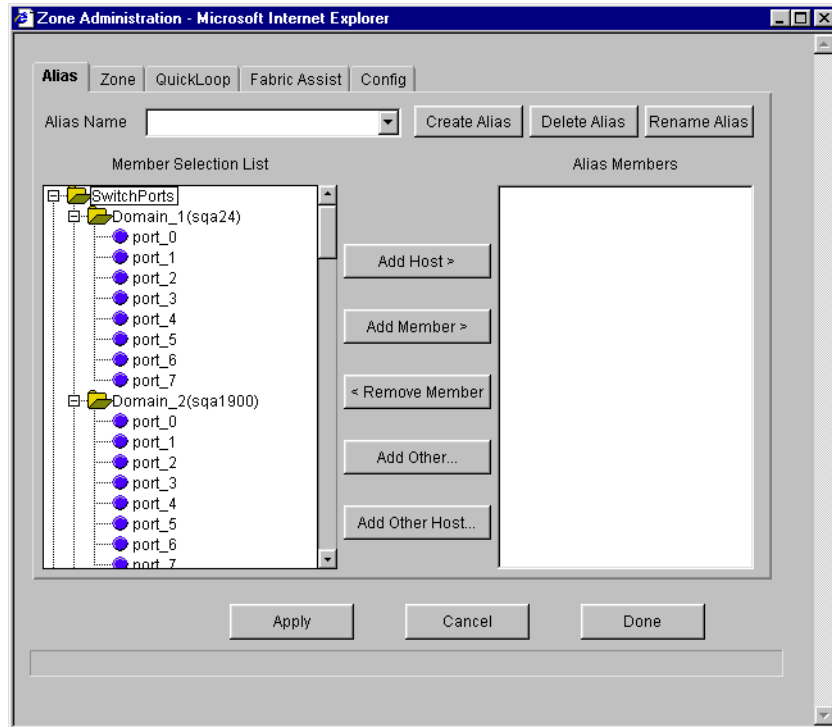 Zone Administration - Microsoft Internet Explorer
Alias Zone QuickLoop Fabric Assist Config
Alias Name Create Alias Delete Alias Rename Alias
Member Selection List Alias Members
SwitchPorts
Domain_1(sqa24)
port_0
port_1
port_2
port_3
port_4
port_5
port_6
port_7
Domain_2(sqa1900)
port_0
port_1
port_2
port_3
port_4
port_5
port_6
port_7
Add Host >
Add Member >
< Remove Member
Add Other...
Add Other Host...
Apply Cancel Done